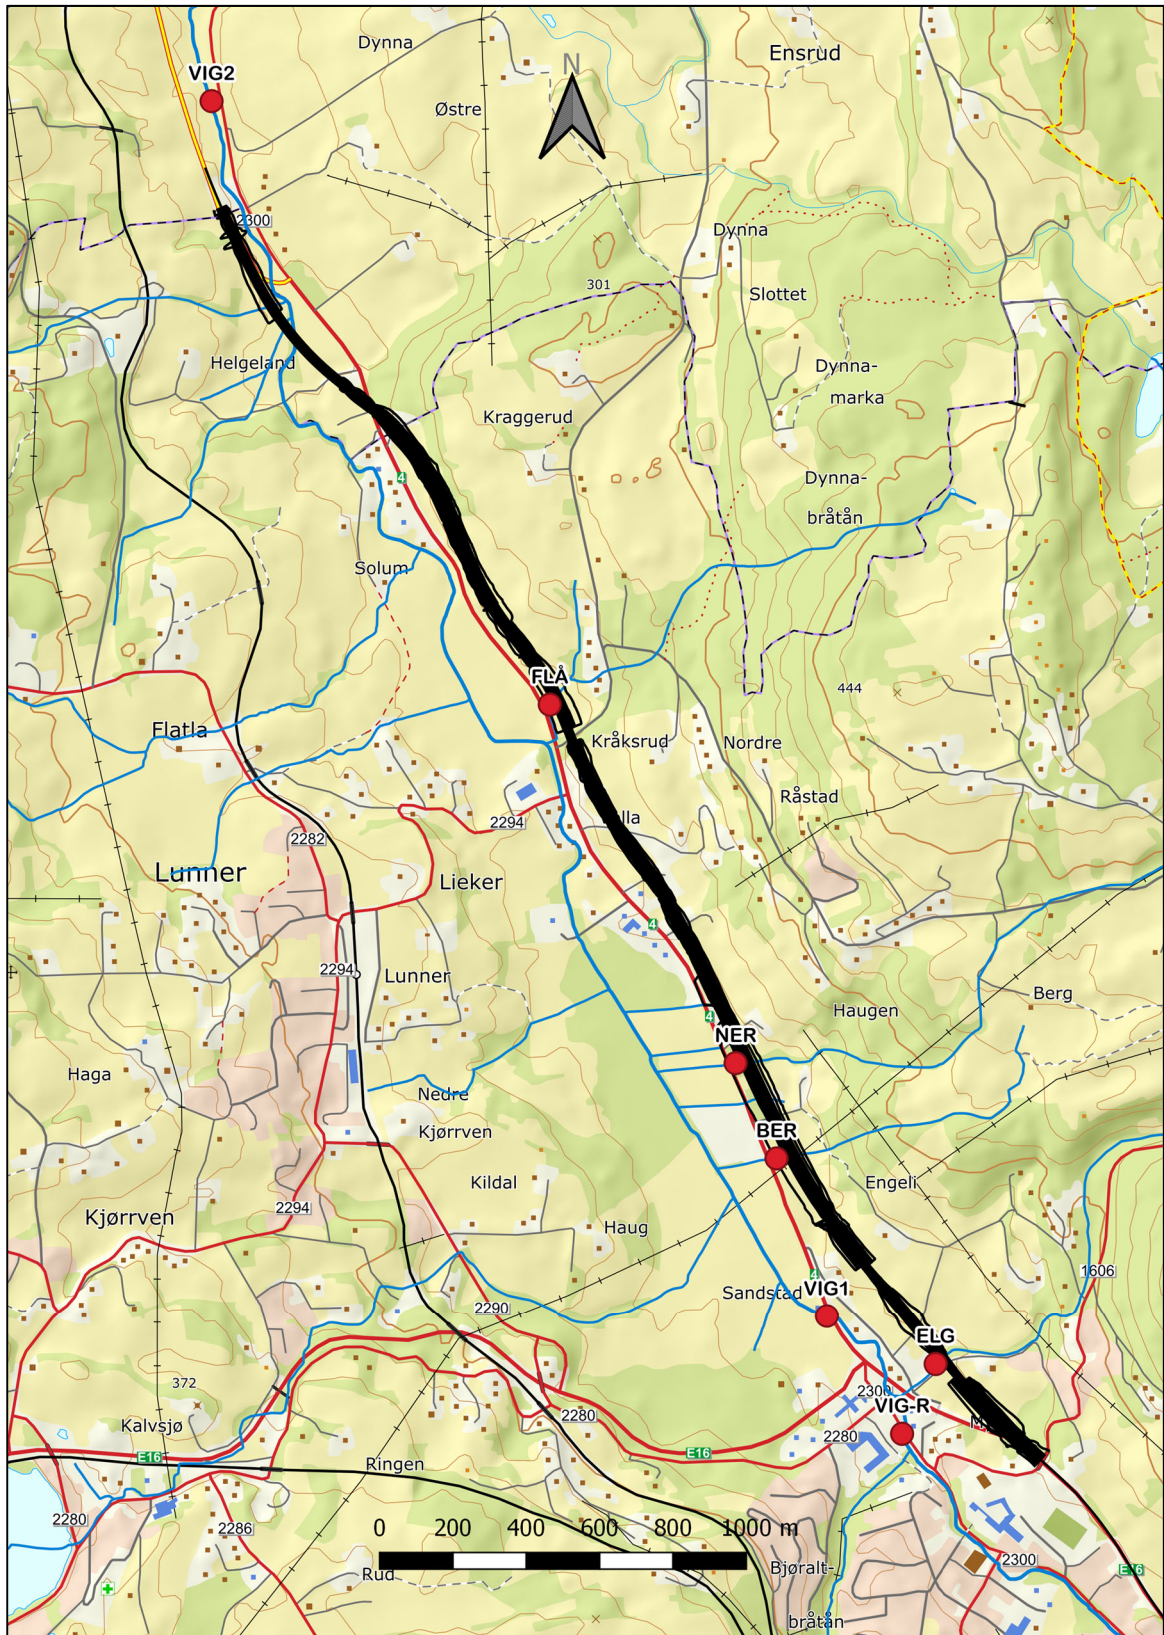 Dynna
Ensrud
N
VIG2
Østre
2300
Dynna
301
Slottet
Helgeland
Dynna-
marka
Kraggerud
4
Dynna-
bråtån
Solum
FLÅ
444
Flatla
Kråksrud
Nordre
Råstad
2294
lla
2282
Lunner
Lieker
4
2294
Lunner
Berg
Haugen
4
NER
Haga
Nedre
Kjørrven
BER
Kildal
Engeli
2294
Kjørrven
Haug
1606
4
Sandstad
VIG1
2290
ELG
372
2300
VIG-R
Kalvsjø
2280
M
2280
E16
E16
Ringen
2280
2286
0 200 400 600 800 1000 m
2300
Rud
Bjøralt-
bråtån
E16